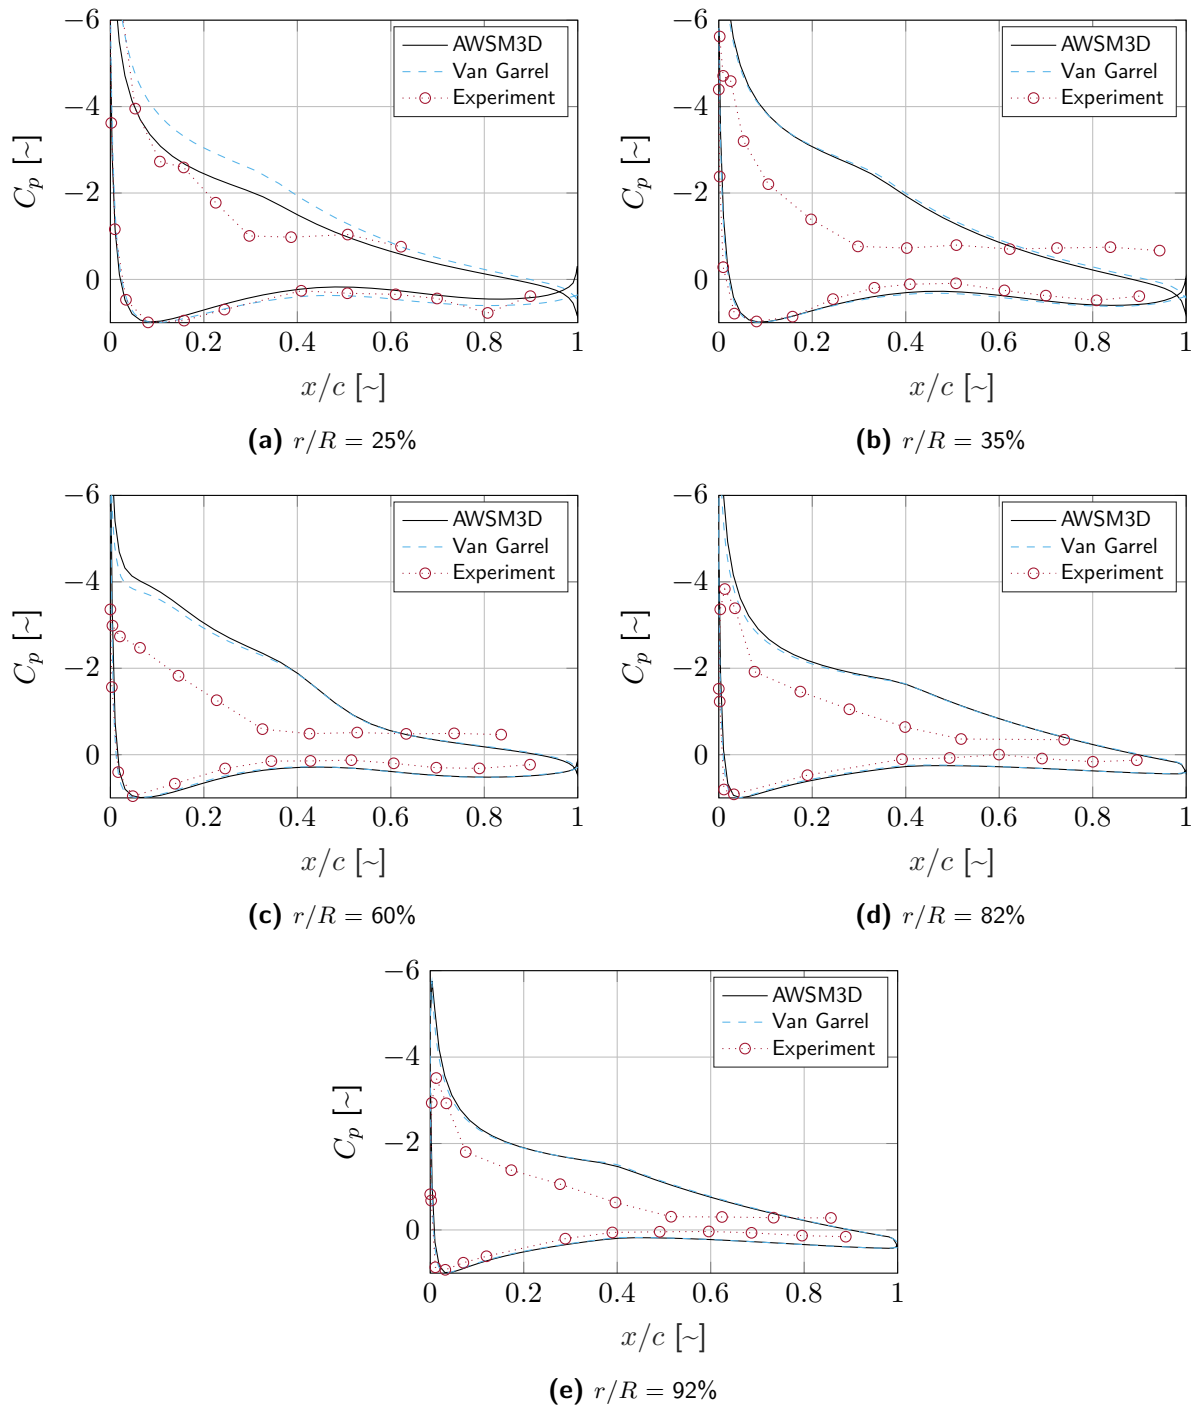 −6
−4
−2
0
0 0.2 0.4 0.6 0.8 1
C_p [~]
x/c [~]
AWSM3D
Van Garrel
Experiment
(a) r/R = 25%
−6
−4
−2
0
0 0.2 0.4 0.6 0.8 1
C_p [~]
x/c [~]
AWSM3D
Van Garrel
Experiment
(b) r/R = 35%
−6
−4
−2
0
0 0.2 0.4 0.6 0.8 1
C_p [~]
x/c [~]
AWSM3D
Van Garrel
Experiment
(c) r/R = 60%
−6
−4
−2
0
0 0.2 0.4 0.6 0.8 1
C_p [~]
x/c [~]
AWSM3D
Van Garrel
Experiment
(d) r/R = 82%
−6
−4
−2
0
0 0.2 0.4 0.6 0.8 1
C_p [~]
x/c [~]
AWSM3D
Van Garrel
Experiment
(e) r/R = 92%